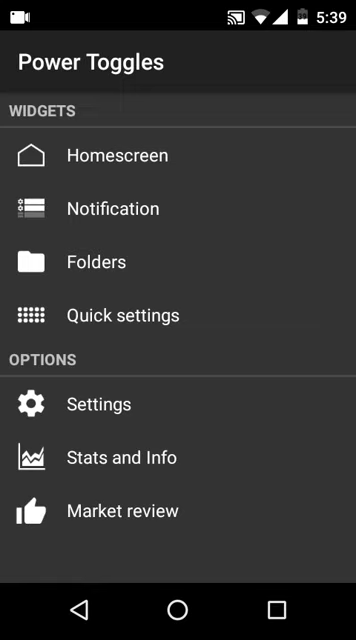 5:39
Power Toggles
WIDGETS
Homescreen
Notification
Folders
Quick settings
OPTIONS
Settings
Stats and Info
Market review